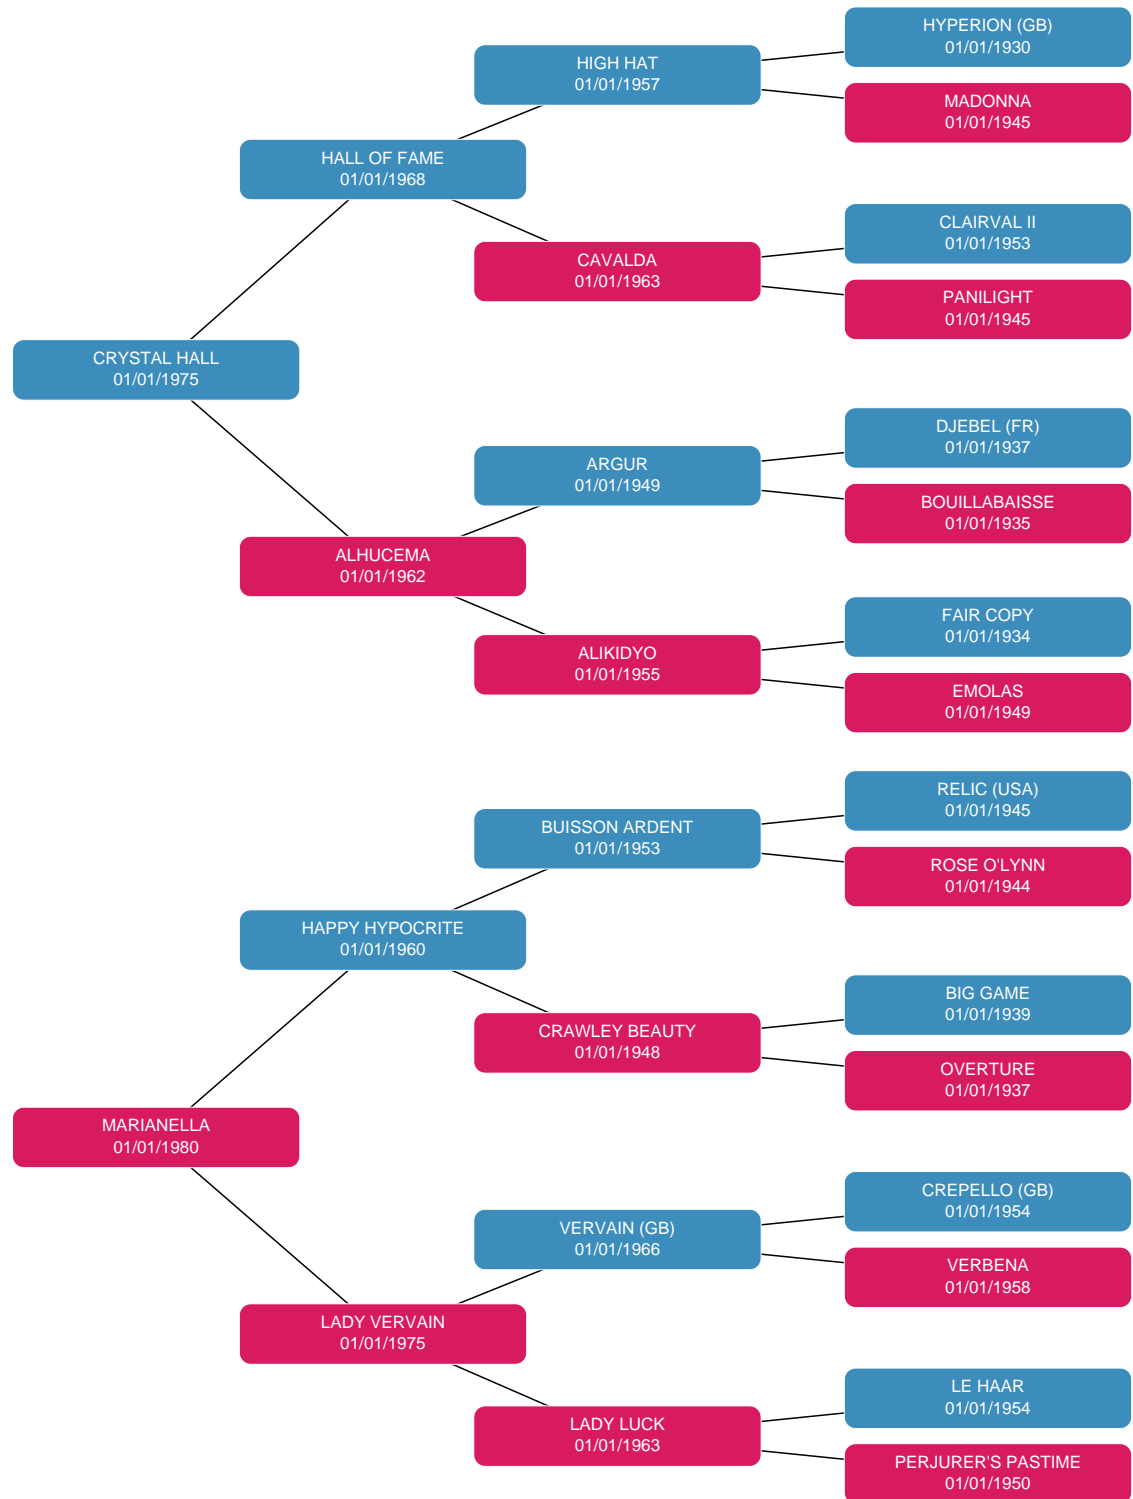 HYPERION (GB)
01/01/1930
HIGH HAT
01/01/1957
MADONNA
01/01/1945
HALL OF FAME
01/01/1968
CLAIRVAL II
01/01/1953
CAVALDA
01/01/1963
PANILIGHT
01/01/1945
CRYSTAL HALL
01/01/1975
DJEBEL (FR)
01/01/1937
ARGUR
01/01/1949
BOUILLABAISSE
01/01/1935
ALHUCEMA
01/01/1962
FAIR COPY
01/01/1934
ALIKIDYO
01/01/1955
EMOLAS
01/01/1949
RELIC (USA)
01/01/1945
BUISSON ARDENT
01/01/1953
ROSE O'LYNN
01/01/1944
HAPPY HYPOCRITE
01/01/1960
BIG GAME
01/01/1939
CRAWLEY BEAUTY
01/01/1948
OVERTURE
01/01/1937
MARIANELLA
01/01/1980
CREPELLO (GB)
01/01/1954
VERVAIN (GB)
01/01/1966
VERBENA
01/01/1958
LADY VERVAIN
01/01/1975
LE HAAR
01/01/1954
LADY LUCK
01/01/1963
PERJURER'S PASTIME
01/01/1950